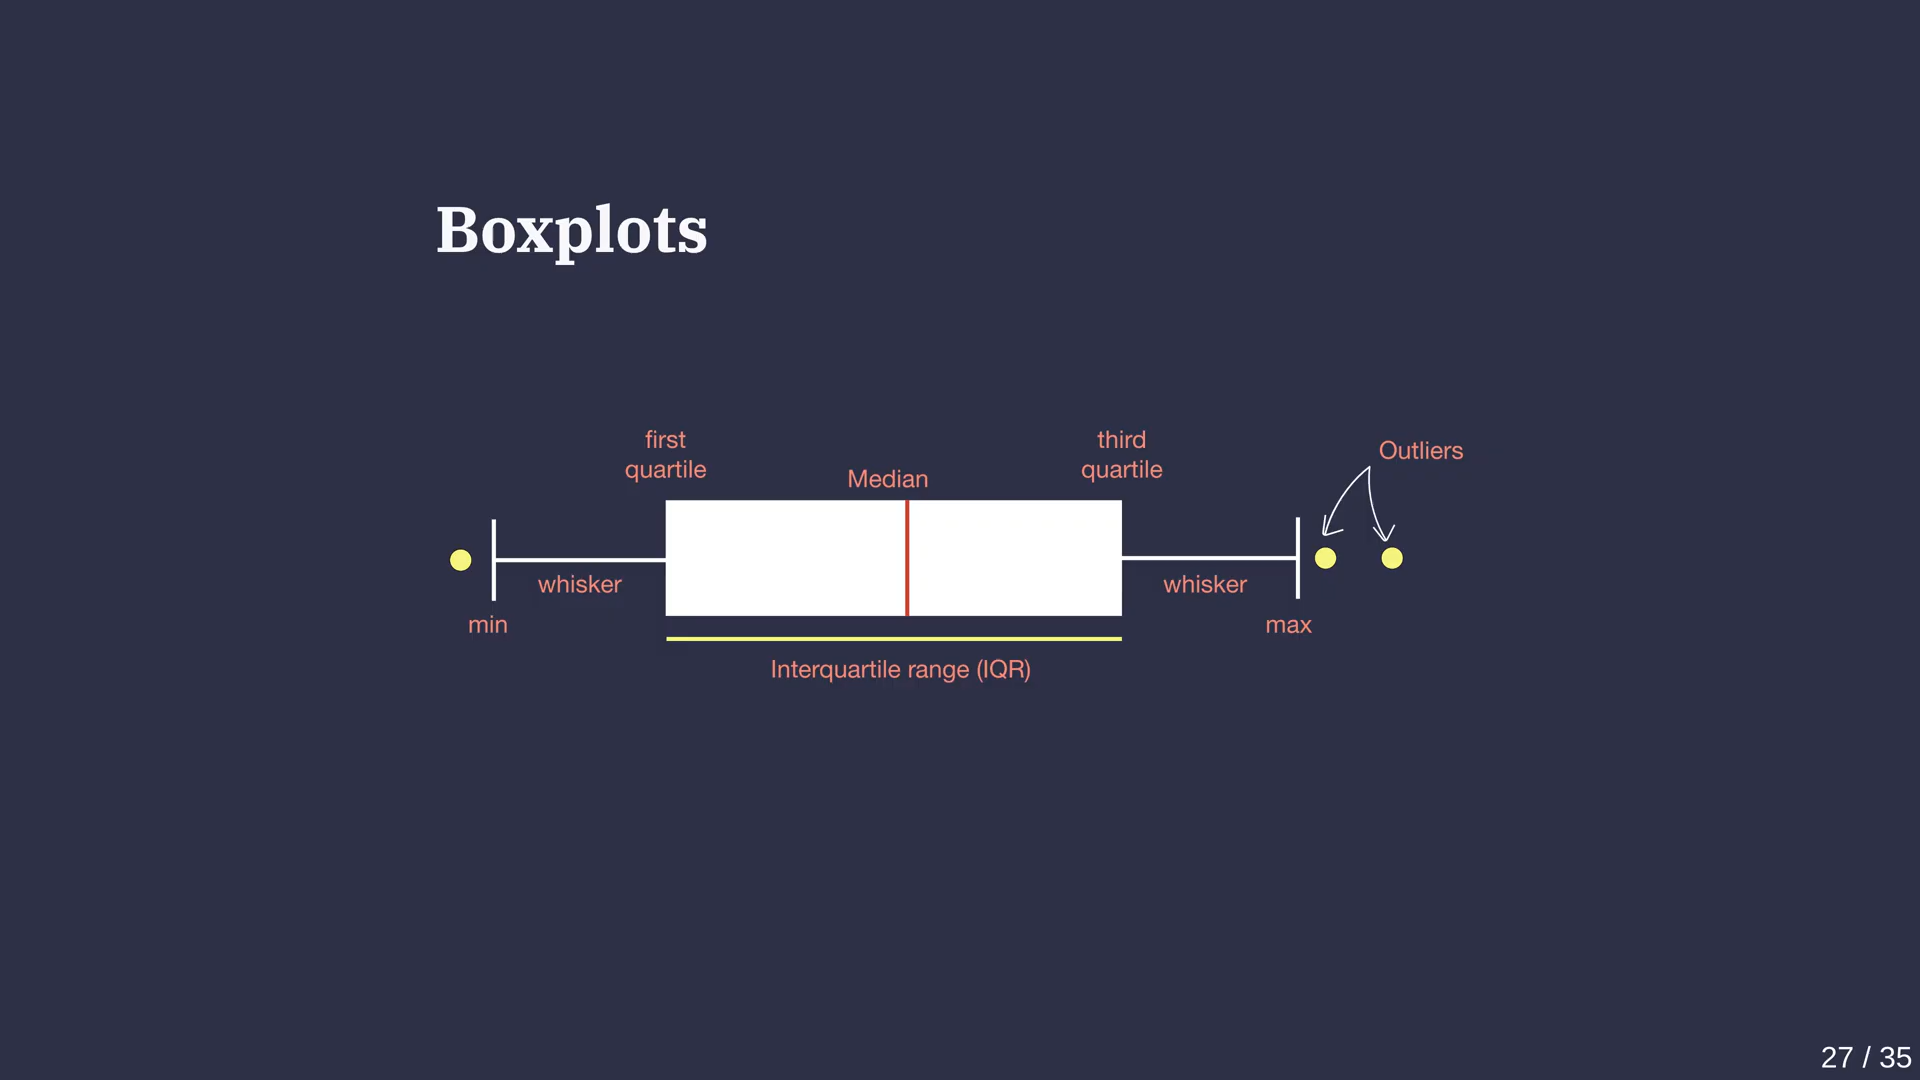 Boxplots
first
quartile
Median
third
quartile
Outliers
whisker
whisker
min
max
Interquartile range (IQR)
27 / 35